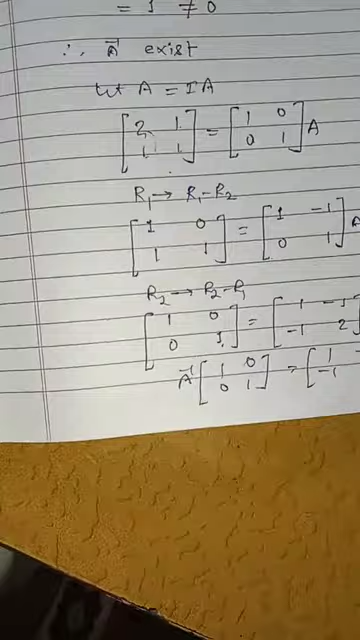 = 1 ≠ 0
∴ A⁻¹ exist
Let A = IA
[2 1; 1 1] = [1 0; 0 1] A
R₁ → R₁-R₂
[1 0; 1 1] = [1 -1; 0 1] A
R₂ → R₂-R₁
[1 0; 0 1] = [1 -1; -1 2]
A⁻¹ [1 0; 0 1] = [1; -1